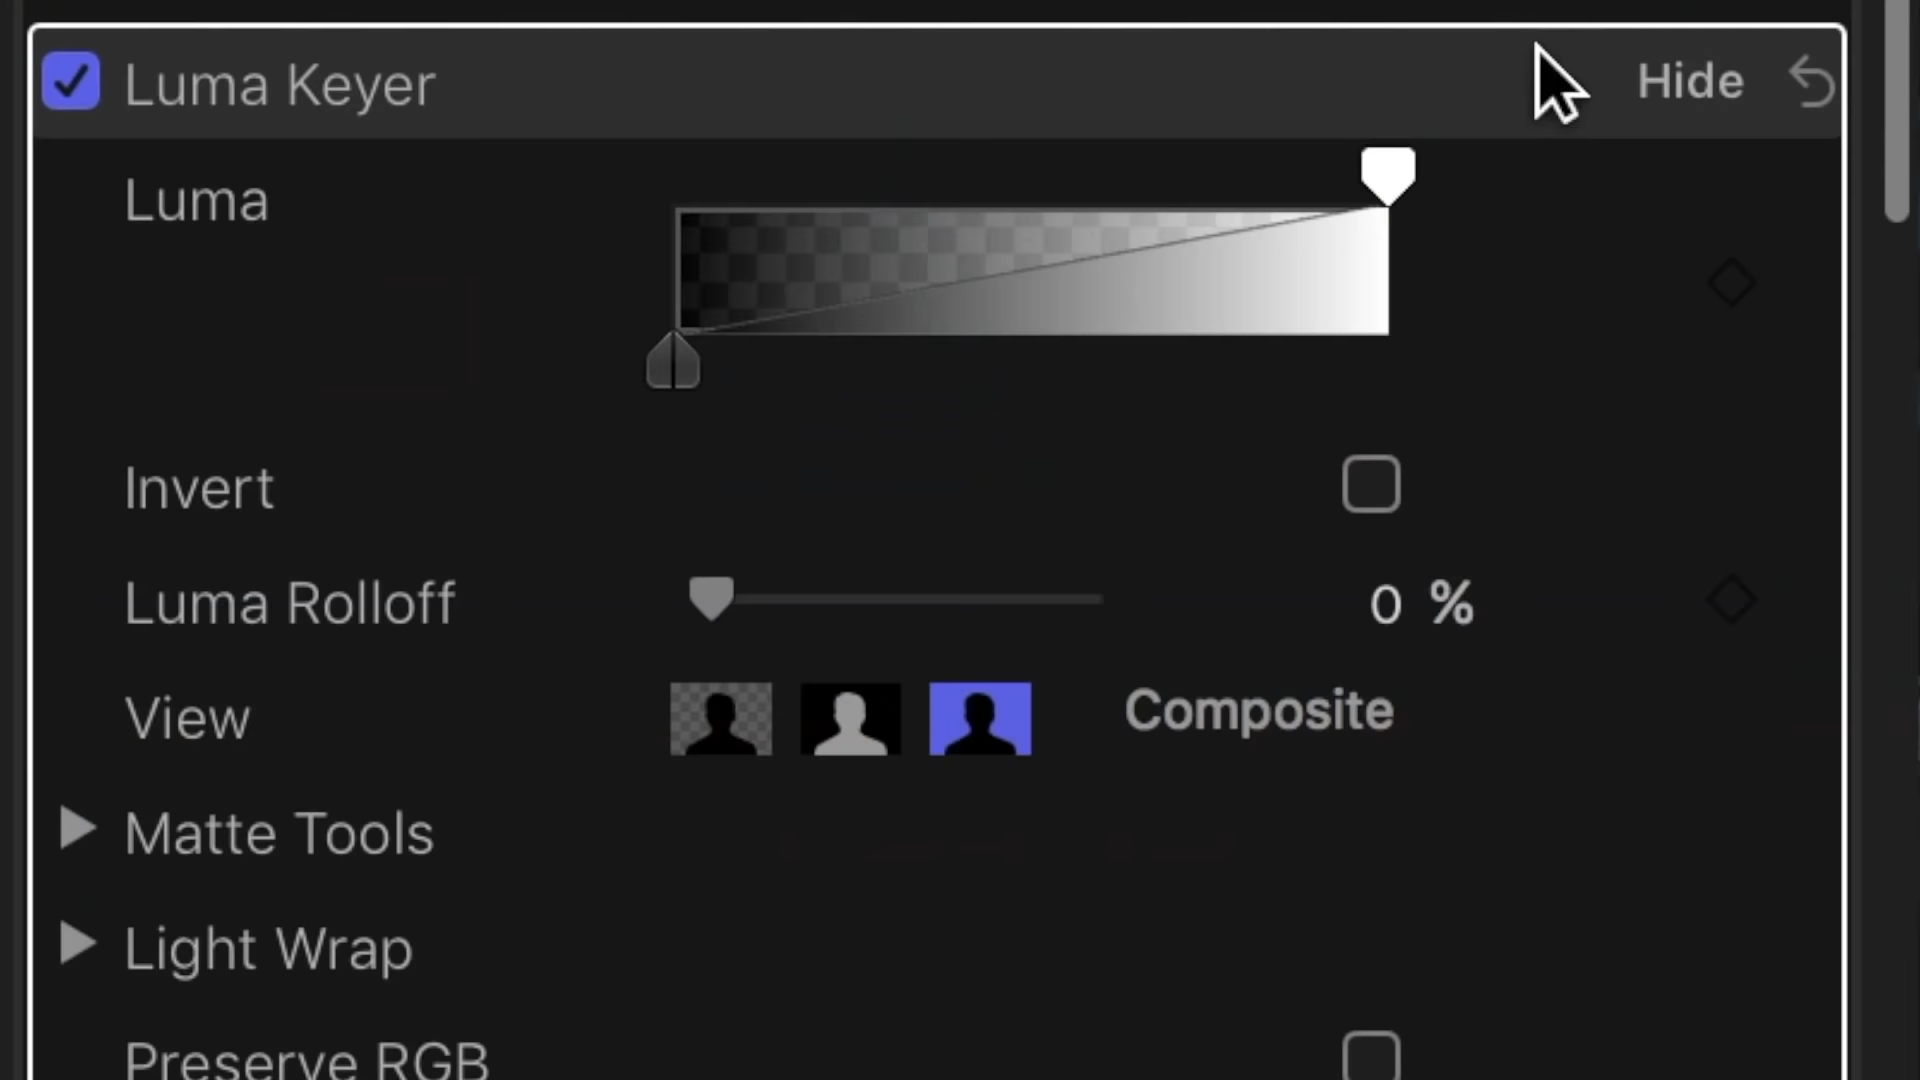 Luma Keyer
Hide
Luma
Invert
Luma Rolloff
0 %
View
Composite
Matte Tools
Light Wrap
Preserve RGB